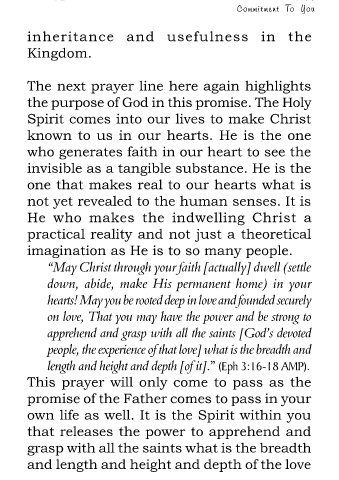 Commitment To You
inheritance and usefulness in the
Kingdom.
The next prayer line here again highlights
the purpose of God in this promise. The Holy
Spirit comes into our lives to make Christ
known to us in our hearts. He is the one
who generates faith in our heart to see the
invisible as a tangible substance. He is the
one that makes real to our hearts what is
not yet revealed to the human senses. It is
He who makes the indwelling Christ a
practical reality and not just a theoretical
imagination as He is to so many people.
“May Christ through your faith [actually] dwell (settle
down, abide, make His permanent home) in your
hearts! May you be rooted deep in love and founded securely
on love, That you may have the power and be strong to
apprehend and grasp with all the saints [God’s devoted
people, the experience of that love] what is the breadth and
length and height and depth [of it].” (Eph 3:16-18 AMP).
This prayer will only come to pass as the
promise of the Father comes to pass in your
own life as well. It is the Spirit within you
that releases the power to apprehend and
grasp with all the saints what is the breadth
and length and height and depth of the love